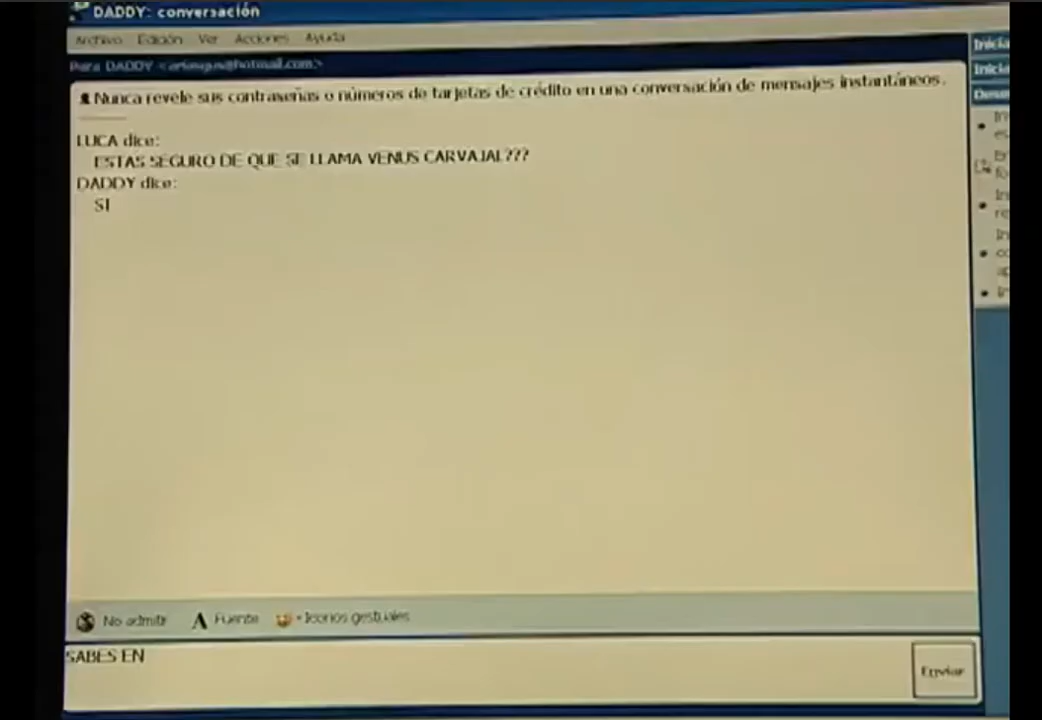 DADDY: conversación
Archivo Edición Ver Acciones Ayuda
Para DADDY
Nunca revele sus contraseñas o números de tarjetas de crédito en una conversación de mensajes instantáneos.
LUCA dice:
ESTAS SEGURO DE QUE SE LLAMA VENUS CARVAJAL???
DADDY dice:
SI
No admitir A Fuente Iconos gestuales
SABES EN
Enviar